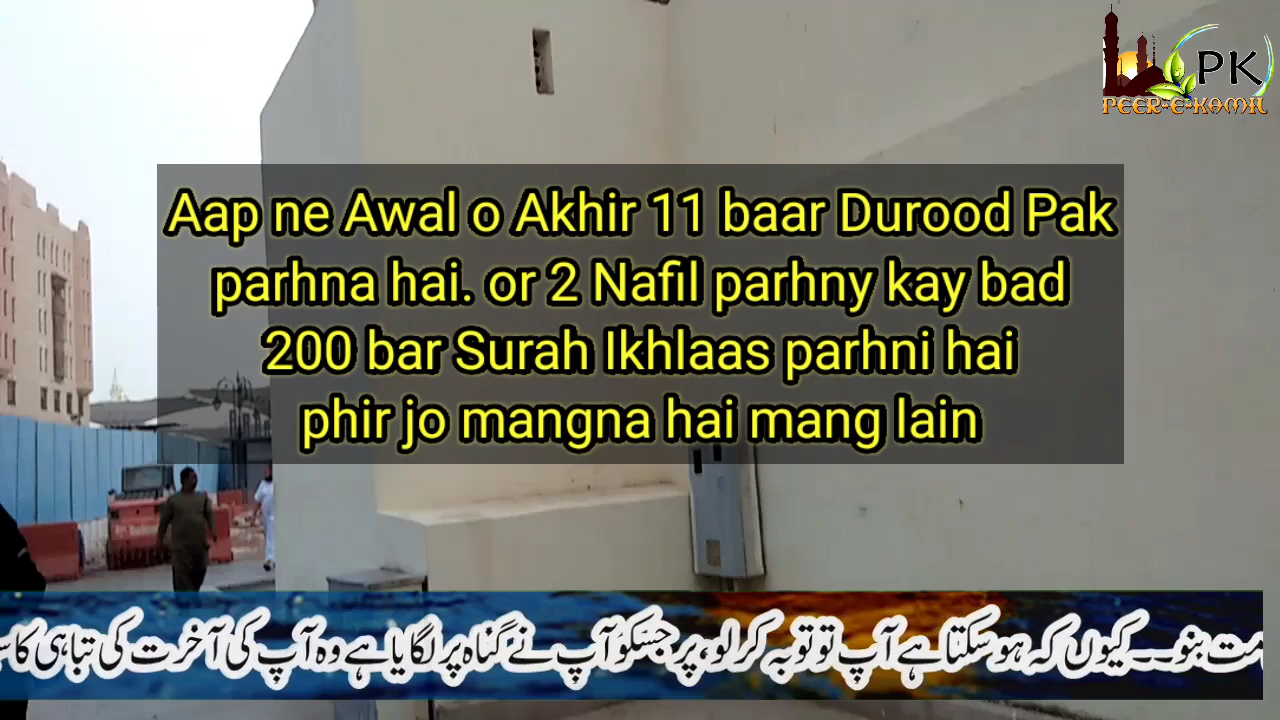 PK
PEER-E-KAMIL
Aap ne Awal o Akhir 11 baar Durood Pak
parhna hai. or 2 Nafil parhny kay bad
200 bar Surah Ikhlaas parhni hai
phir jo mangna hai mang lain
مت بنو۔۔کیوں کہ ہو سکتا ہے آپ تو توبہ کر لو، پر جسکو آپ نے گناہ پر لگایا ہے وہ آپ کی آخرت کی تباہی کا